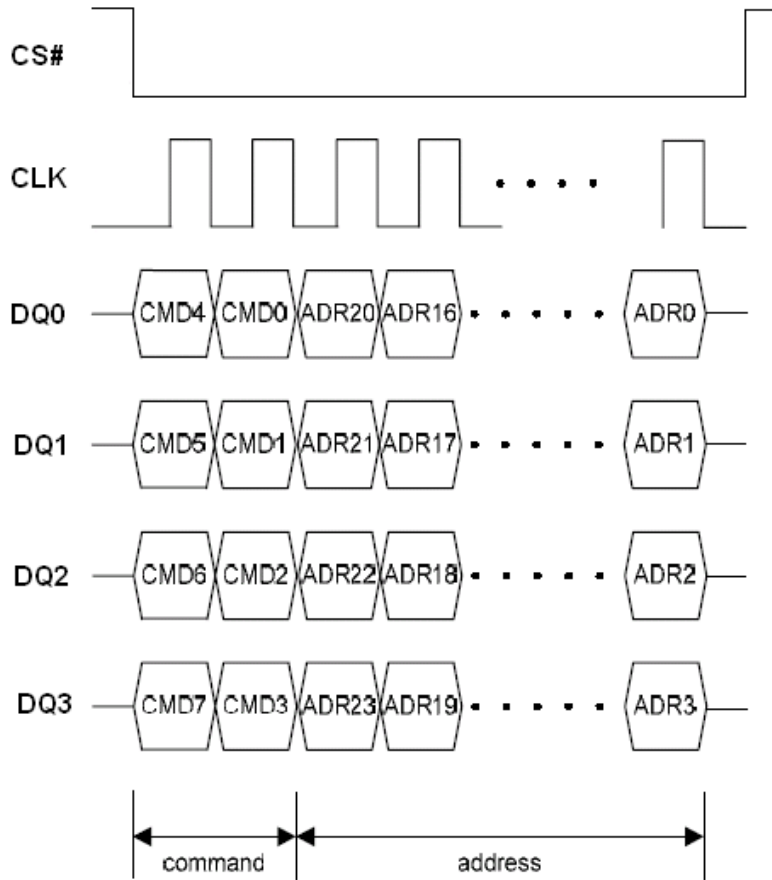 CS#
CLK
DQ0 CMD4 CMD0 ADR20 ADR16 ADR0
DQ1 CMD5 CMD1 ADR21 ADR17 ADR1
DQ2 CMD6 CMD2 ADR22 ADR18 ADR2
DQ3 CMD7 CMD3 ADR23 ADR19 ADR3
command address